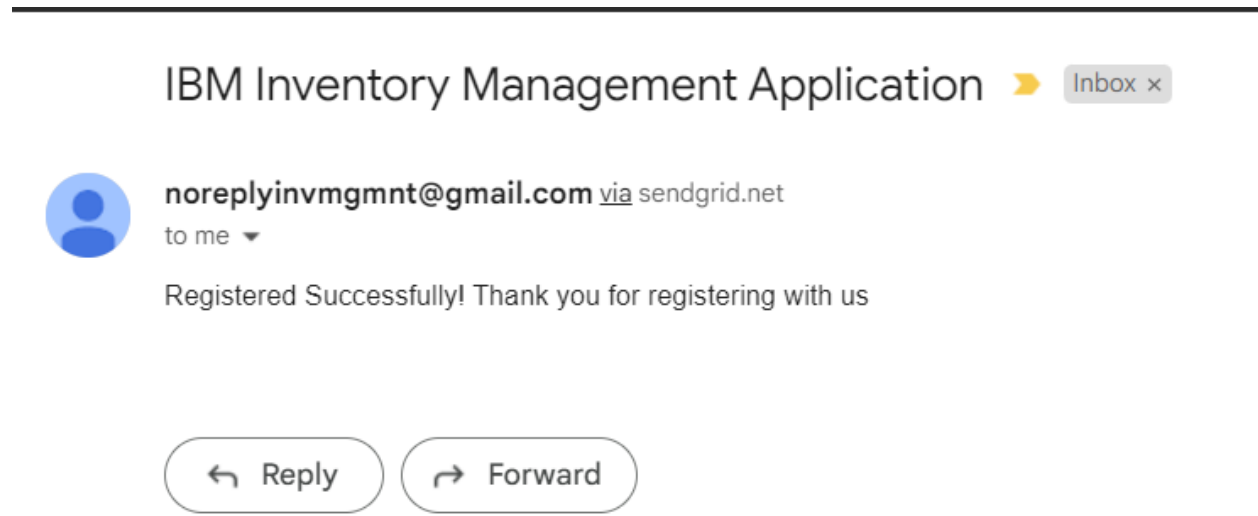 IBM Inventory Management Application Inbox ×
noreplyinvmgmnt@gmail.com via sendgrid.net
to me
Registered Successfully! Thank you for registering with us
Reply Forward